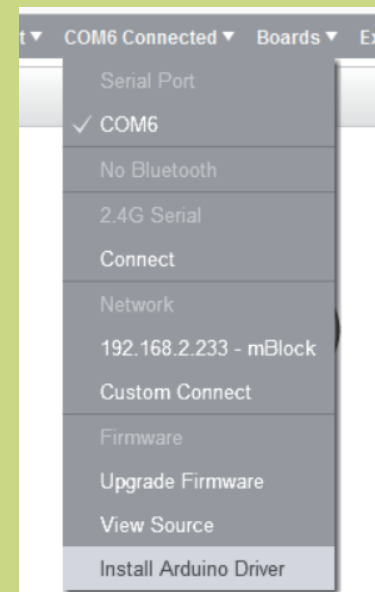 t ▼ COM6 Connected ▼ Boards ▼ Ex
Serial Port
✓ COM6
No Bluetooth
2.4G Serial
Connect
Network
192.168.2.233 - mBlock
Custom Connect
Firmware
Upgrade Firmware
View Source
Install Arduino Driver